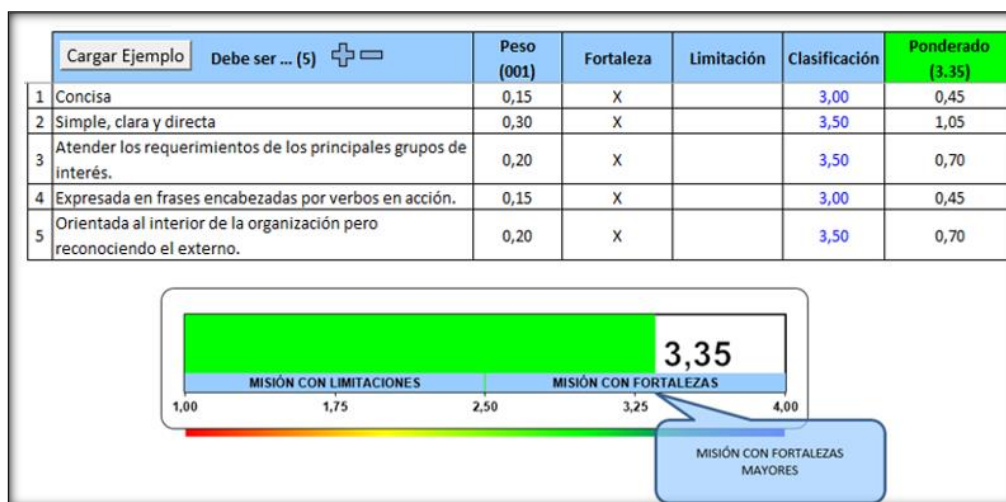 Cargar Ejemplo Debe ser ... (5) Peso (001) Fortaleza Limitación Clasificación Ponderado (3.35)
1 Concisa 0,15 X 3,00 0,45
2 Simple, clara y directa 0,30 X 3,50 1,05
3 Atender los requerimientos de los principales grupos de interés. 0,20 X 3,50 0,70
4 Expresada en frases encabezadas por verbos en acción. 0,15 X 3,00 0,45
5 Orientada al interior de la organización pero reconociendo el externo. 0,20 X 3,50 0,70
3,35
MISIÓN CON LIMITACIONES MISIÓN CON FORTALEZAS
1,00 1,75 2,50 3,25 4,00
MISIÓN CON FORTALEZAS
MAYORES